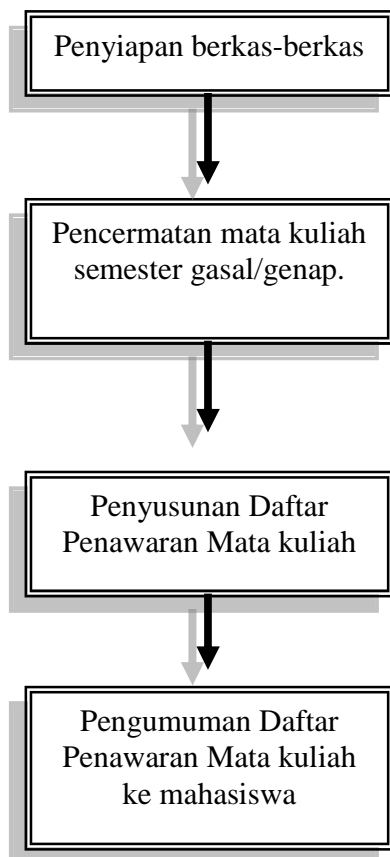 Penyiapan berkas-berkas
Pencermatan mata kuliah
semester gasal/genap.
Penyusunan Daftar
Penawaran Mata kuliah
Pengumuman Daftar
Penawaran Mata kuliah
ke mahasiswa